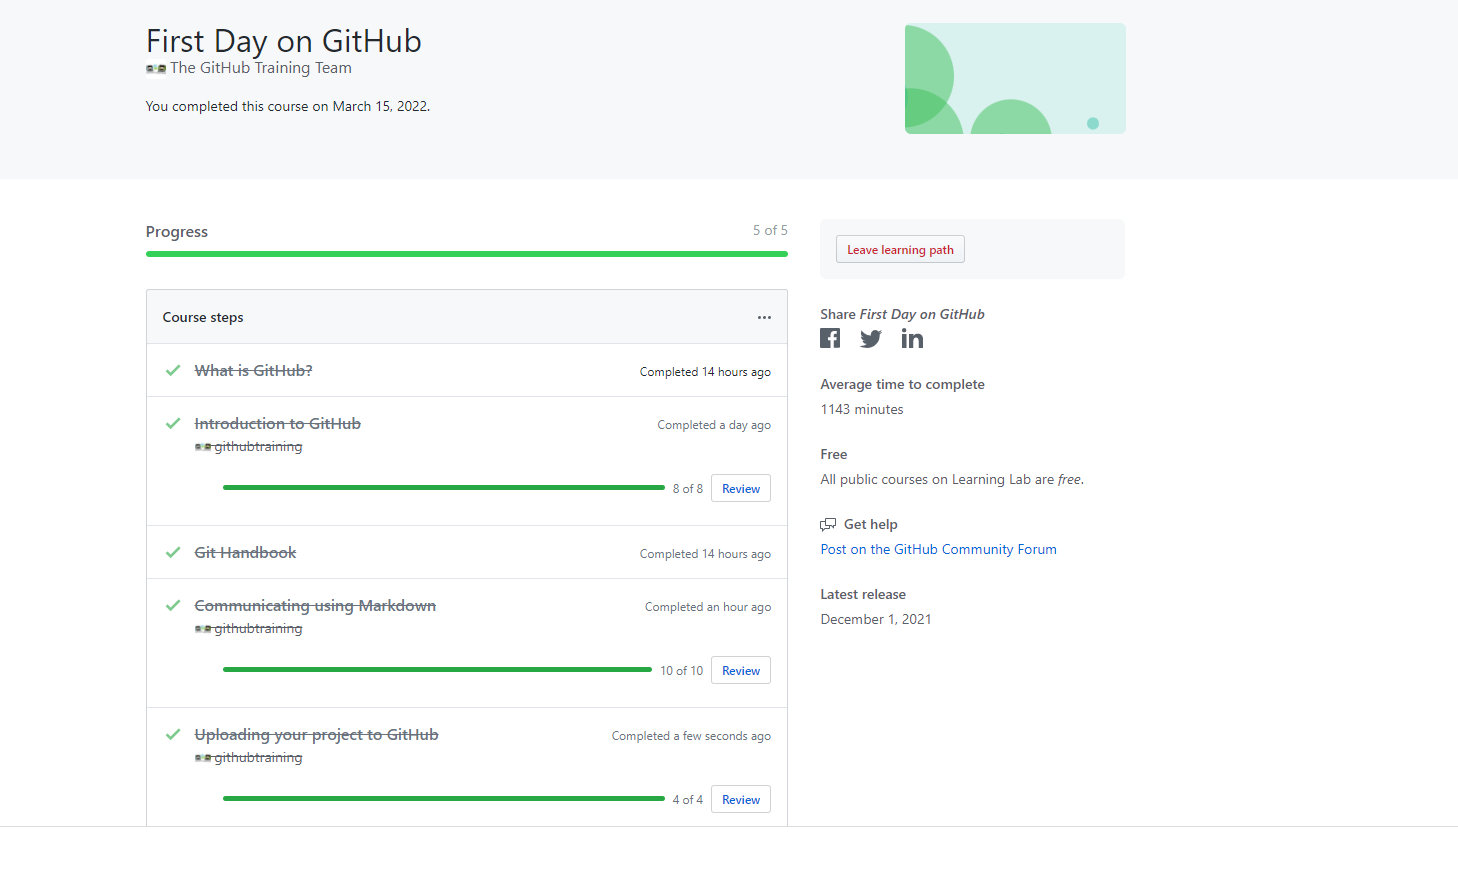 First Day on GitHub
The GitHub Training Team
You completed this course on March 15, 2022.
Progress
5 of 5
Course steps
What is GitHub?
Completed 14 hours ago
Introduction to GitHub
Completed a day ago
githubtraining
8 of 8
Review
Git Handbook
Completed 14 hours ago
Communicating using Markdown
Completed an hour ago
githubtraining
10 of 10
Review
Uploading your project to GitHub
Completed a few seconds ago
githubtraining
4 of 4
Review
Leave learning path
Share First Day on GitHub
Average time to complete
1143 minutes
Free
All public courses on Learning Lab are free.
Get help
Post on the GitHub Community Forum
Latest release
December 1, 2021